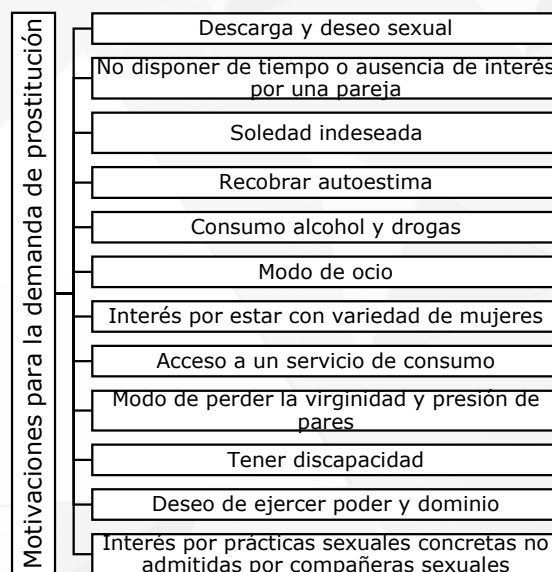 Motivaciones para la demanda de prostitución
Descarga y deseo sexual
No disponer de tiempo o ausencia de interés
por una pareja
Soledad indeseada
Recobrar autoestima
Consumo alcohol y drogas
Modo de ocio
Interés por estar con variedad de mujeres
Acceso a un servicio de consumo
Modo de perder la virginidad y presión de
pares
Tener discapacidad
Deseo de ejercer poder y dominio
Interés por prácticas sexuales concretas no
admitidas por compañeras sexuales